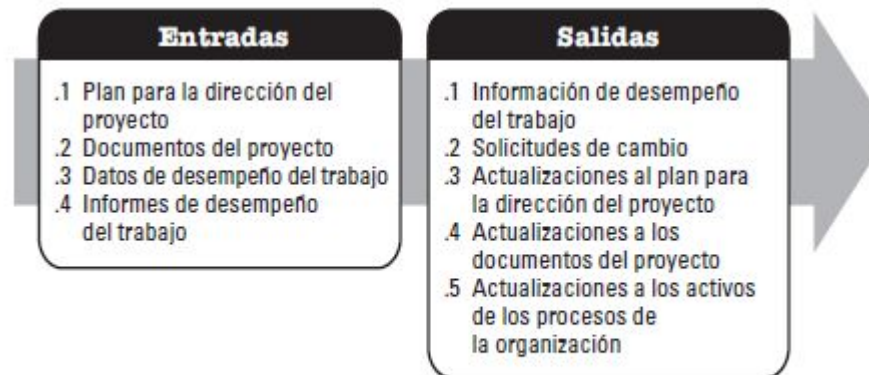 Entradas
.1 Plan para la dirección del
proyecto
.2 Documentos del proyecto
.3 Datos de desempeño del trabajo
.4 Informes de desempeño
del trabajo
Salidas
.1 Información de desempeño
del trabajo
.2 Solicitudes de cambio
.3 Actualizaciones al plan para
la dirección del proyecto
.4 Actualizaciones a los
documentos del proyecto
.5 Actualizaciones a los activos
de los procesos de
la organización